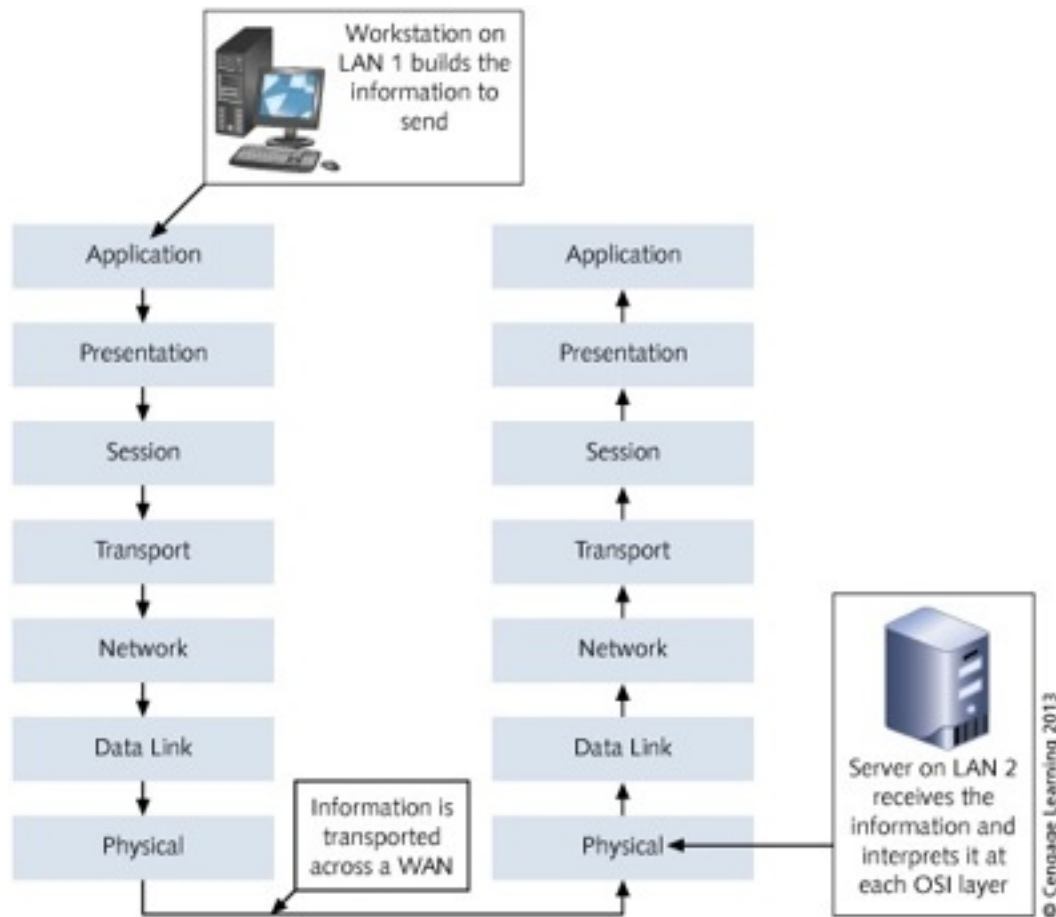 Workstation on
LAN 1 builds the
information to
send
Application
Presentation
Session
Transport
Network
Data Link
Physical
Information is
transported
across a WAN
Application
Presentation
Session
Transport
Network
Data Link
Physical
Server on LAN 2
receives the
information and
interprets it at
each OSI layer
© Cengage Learning 2013